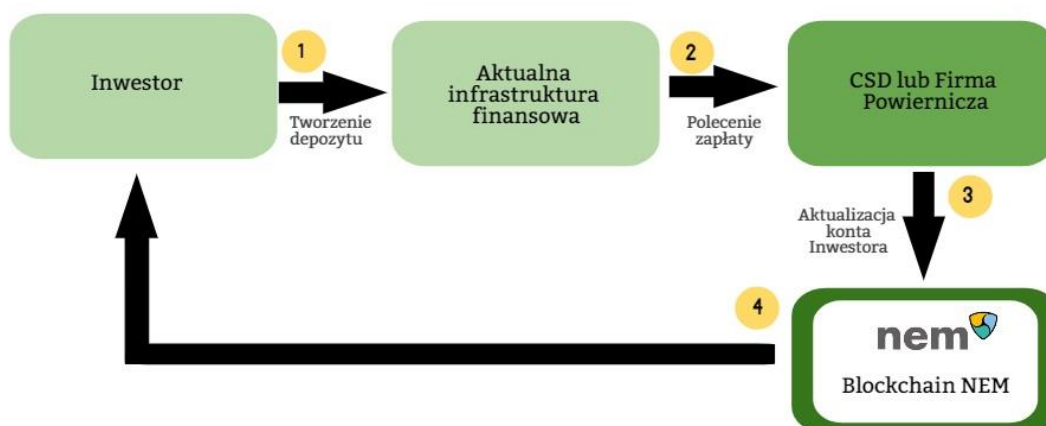 Inwestor
1
Tworzenie
depozytu
Aktualna
infrastruktura
finansowa
2
Polecenie
zapłaty
CSD lub Firma
Powiernicza
3
Aktualizacja
konta
Inwestora
4
nem
Blockchain NEM